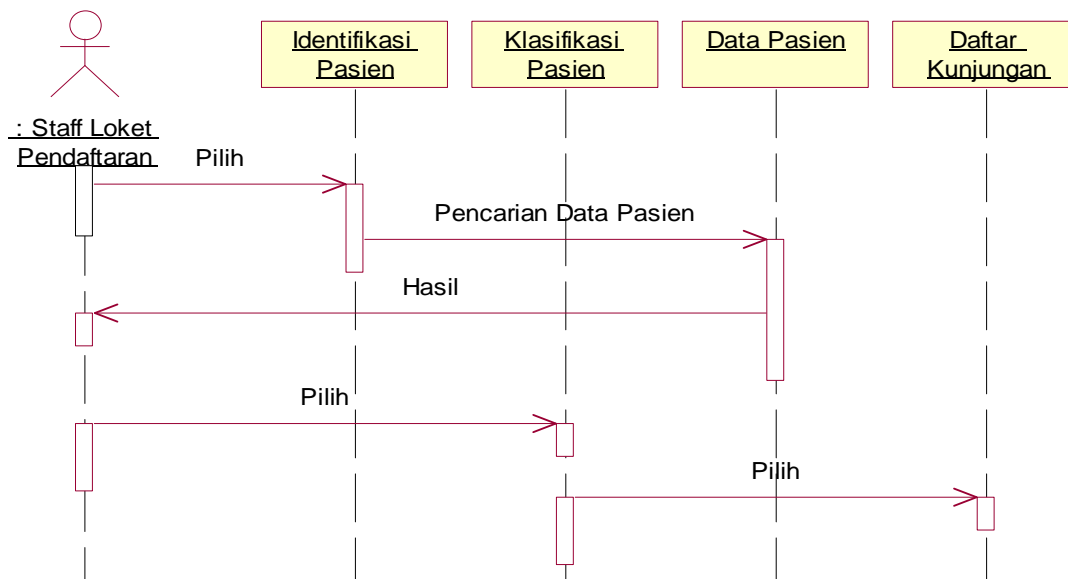 Identifikasi
Pasien
Klasifikasi
Pasien
Data Pasien
Daftar
Kunjungan
: Staff Loket
Pendaftaran
Pilih
Pencarian Data Pasien
Hasil
Pilih
Pilih